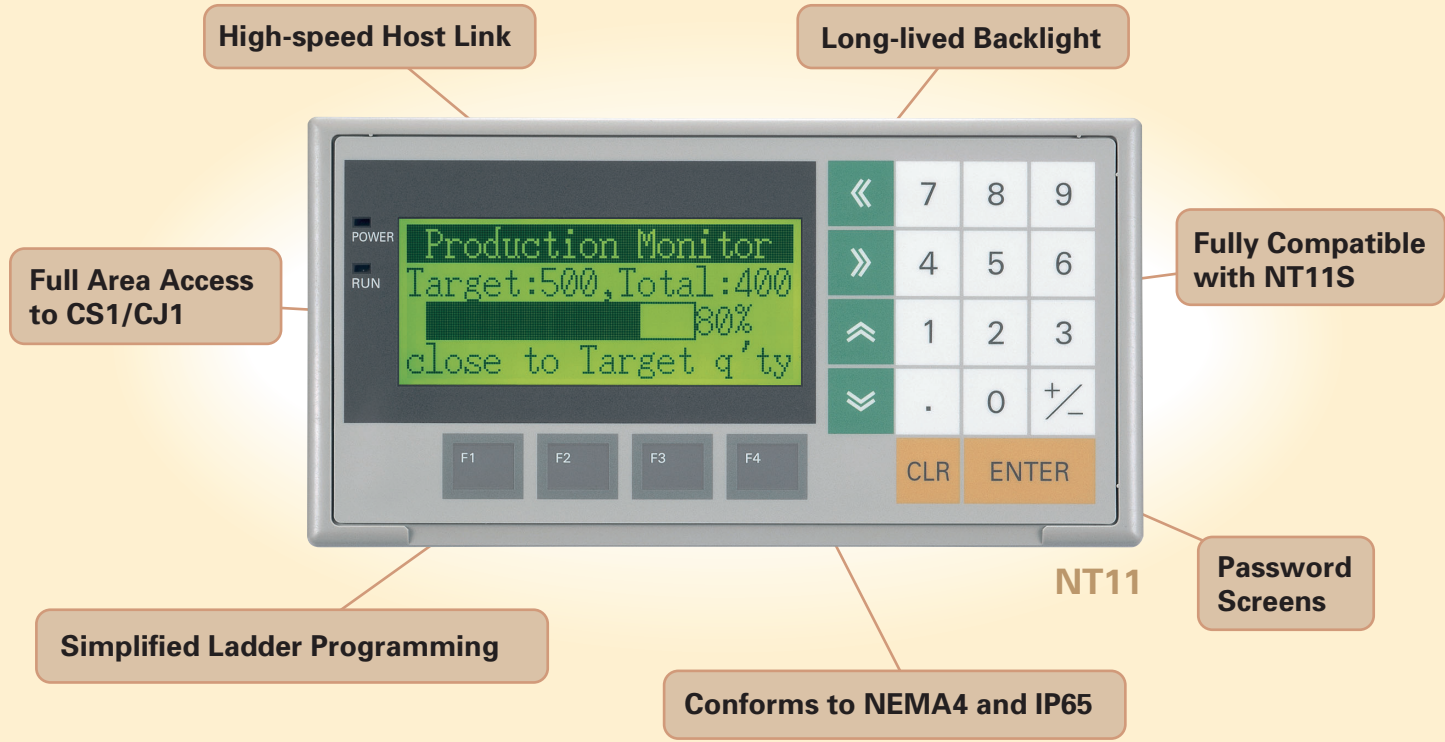 High-speed Host Link
Long-lived Backlight
Full Area Access
to CS1/CJ1
POWER
RUN
Production Monitor
Target:500,Total:400
80%
close to Target q'ty
F1 F2 F3 F4
« 7 8 9
» 4 5 6
1 2 3
. 0 +/-
CLR ENTER
Fully Compatible
with NT11S
NT11
Password
Screens
Simplified Ladder Programming
Conforms to NEMA4 and IP65